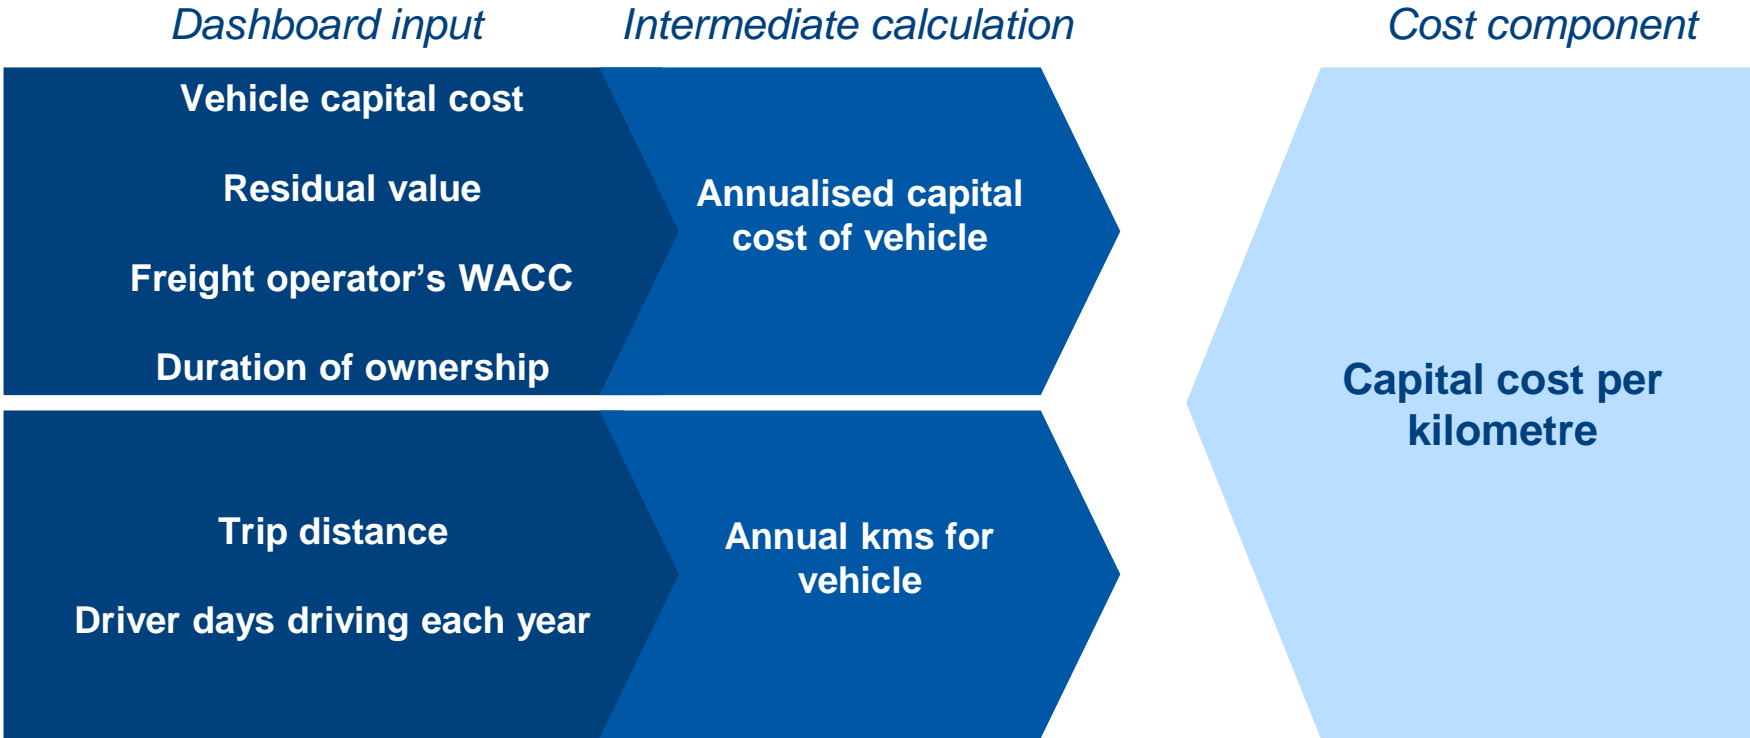 Dashboard input
Intermediate calculation
Cost component
Vehicle capital cost
Residual value
Freight operator’s WACC
Duration of ownership
Annualised capital
cost of vehicle
Trip distance
Driver days driving each year
Annual kms for
vehicle
Capital cost per
kilometre